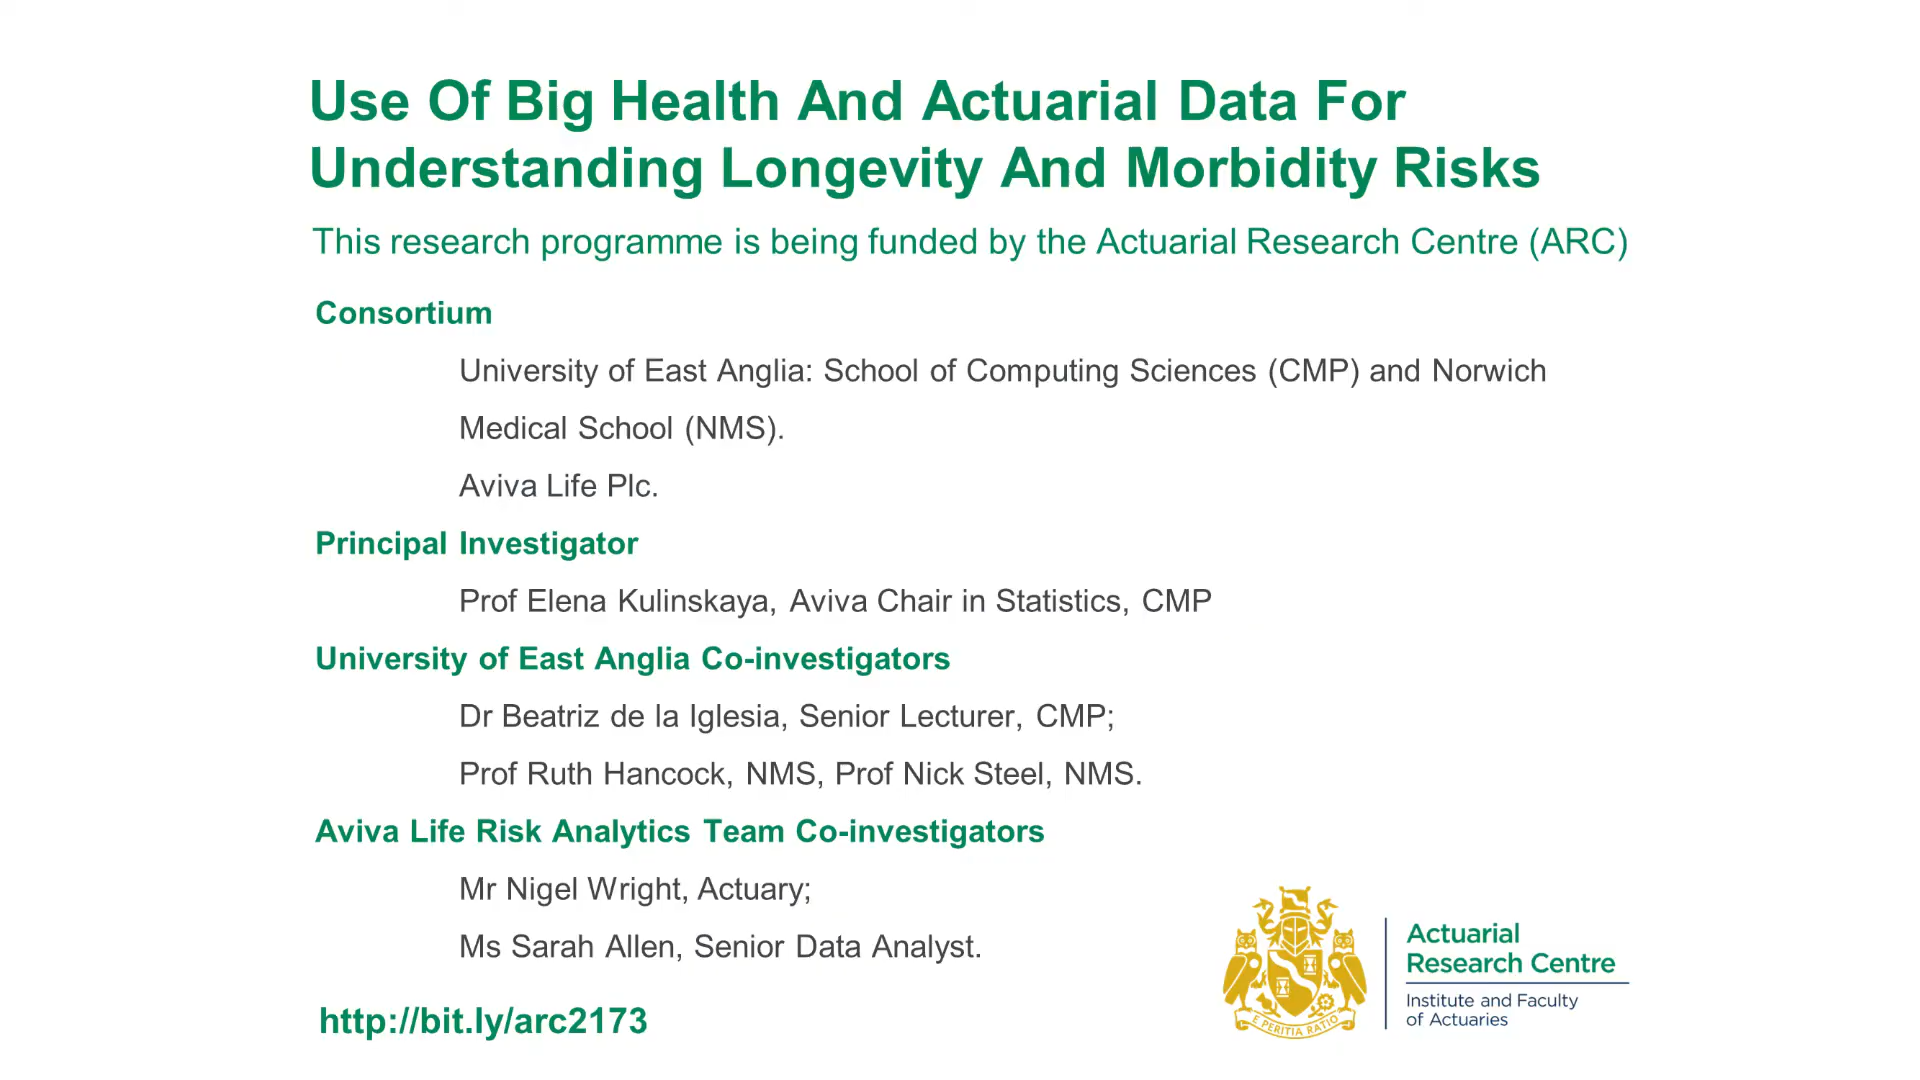 Use Of Big Health And Actuarial Data For
Understanding Longevity And Morbidity Risks
This research programme is being funded by the Actuarial Research Centre (ARC)
Consortium
University of East Anglia: School of Computing Sciences (CMP) and Norwich
Medical School (NMS).
Aviva Life Plc.
Principal Investigator
Prof Elena Kulinskaya, Aviva Chair in Statistics, CMP
University of East Anglia Co-investigators
Dr Beatriz de la Iglesia, Senior Lecturer, CMP;
Prof Ruth Hancock, NMS, Prof Nick Steel, NMS.
Aviva Life Risk Analytics Team Co-investigators
Mr Nigel Wright, Actuary;
Ms Sarah Allen, Senior Data Analyst.
http://bit.ly/arc2173
E PERITIA RATIO
Actuarial
Research Centre
Institute and Faculty
of Actuaries